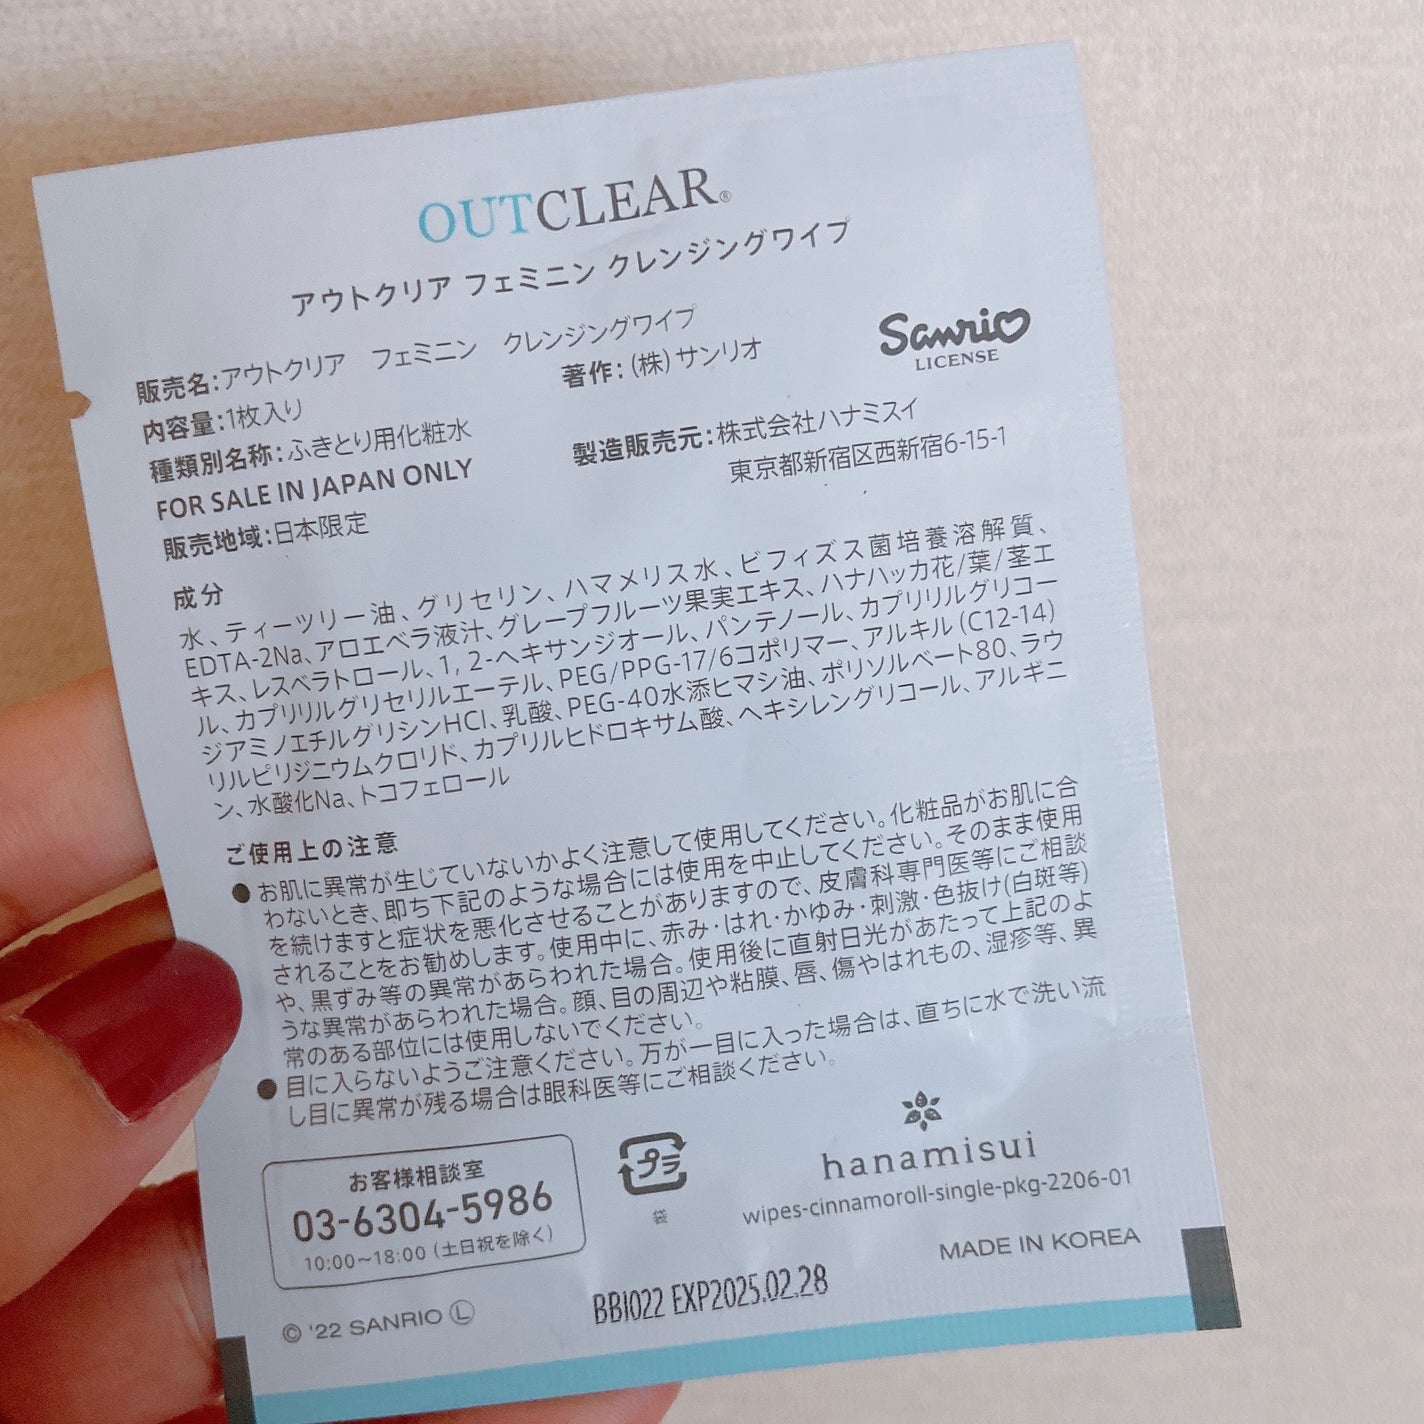 OUTCLEAR®
アウトクリア フェミニン クレンジングワイプ
販売名:アウトクリア フェミニン クレンジングワイプ
内容量:1枚入り
著作:(株)サンリオ
Sanrio
LICENSE
種類別名称:ふきとり用化粧水
FOR SALE IN JAPAN ONLY
販売地域:日本限定
製造販売元:株式会社ハナミスイ
東京都新宿区西新宿6-15-1
成分
水、ティーツリー油、グリセリン、ハマメリス水、ビフィズス菌培養溶解質、
EDTA-2Na、アロエベラ液汁、グレープフルーツ果実エキス、ハナハッカ花/葉/茎エ
キス、レスベラトロール、1,2-ヘキサンジオール、パンテノール、カプリリルグリコー
ル、カプリリルグリセリルエーテル、PEG/PPG-17/6コポリマー、アルキル(C12-14)
ジアミノエチルグリシンHCl、乳酸、PEG-40水添ヒマシ油、ポリソルベート80、ラウ
リルピリジニウムクロリド、カプリルヒドロキサム酸、ヘキシレングリコール、アルギニ
ン、水酸化Na、トコフェロール
ご使用上の注意
●お肌に異常が生じていないかよく注意して使用してください。化粧品がお肌に合
わないとき、即ち下記のような場合には使用を中止してください。そのまま使用
を続けますと症状を悪化させることがありますので、皮膚科専門医等にご相談
されることをお勧めします。使用中に、赤み・はれ・かゆみ・刺激・色抜け(白斑等)
や、黒ずみ等の異常があらわれた場合。使用後に直射日光があたって上記のよ
うな異常があらわれた場合。顔、目の周辺や粘膜、唇、傷やはれもの、湿疹等、異
常のある部位には使用しないでください。
●目に入らないようご注意ください。万が一目に入った場合は、直ちに水で洗い流
し目に異常が残る場合は眼科医等にご相談ください。
お客様相談室
03-6304-5986
10:00〜18:00(土日祝を除く)
プラ
袋
hanamisui
wipes-cinnamoroll-single-pkg-2206-01
MADE IN KOREA
© '22 SANRIO Ⓛ
BBI022 EXP2025.02.28